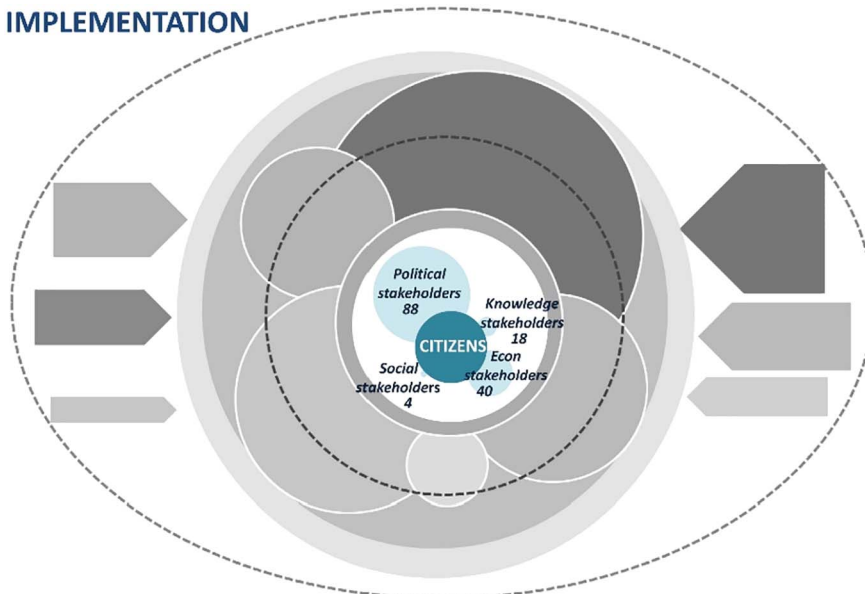 IMPLEMENTATION
Political
stakeholders
88
Knowledge
stakeholders
18
CITIZENS
Econ
stakeholders
40
Social
stakeholders
4